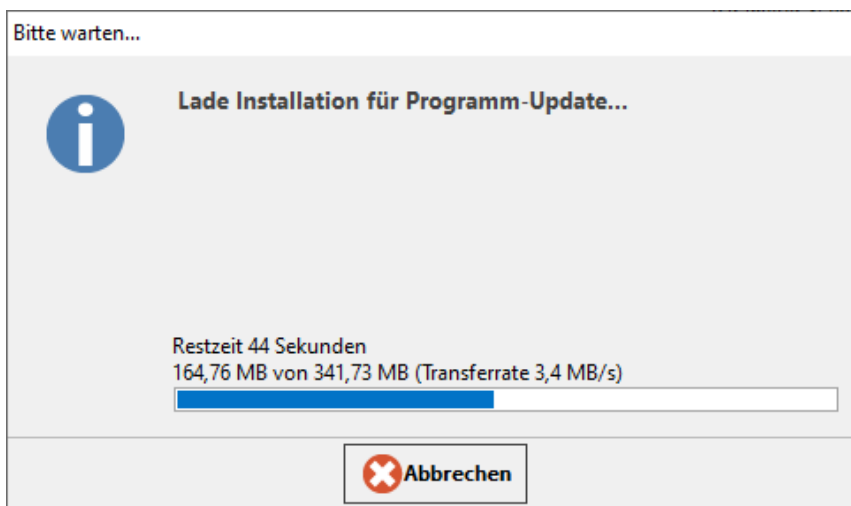 Bitte warten...
Lade Installation für Programm-Update...
Restzeit 44 Sekunden
164,76 MB von 341,73 MB (Transferrate 3,4 MB/s)
Abbrechen